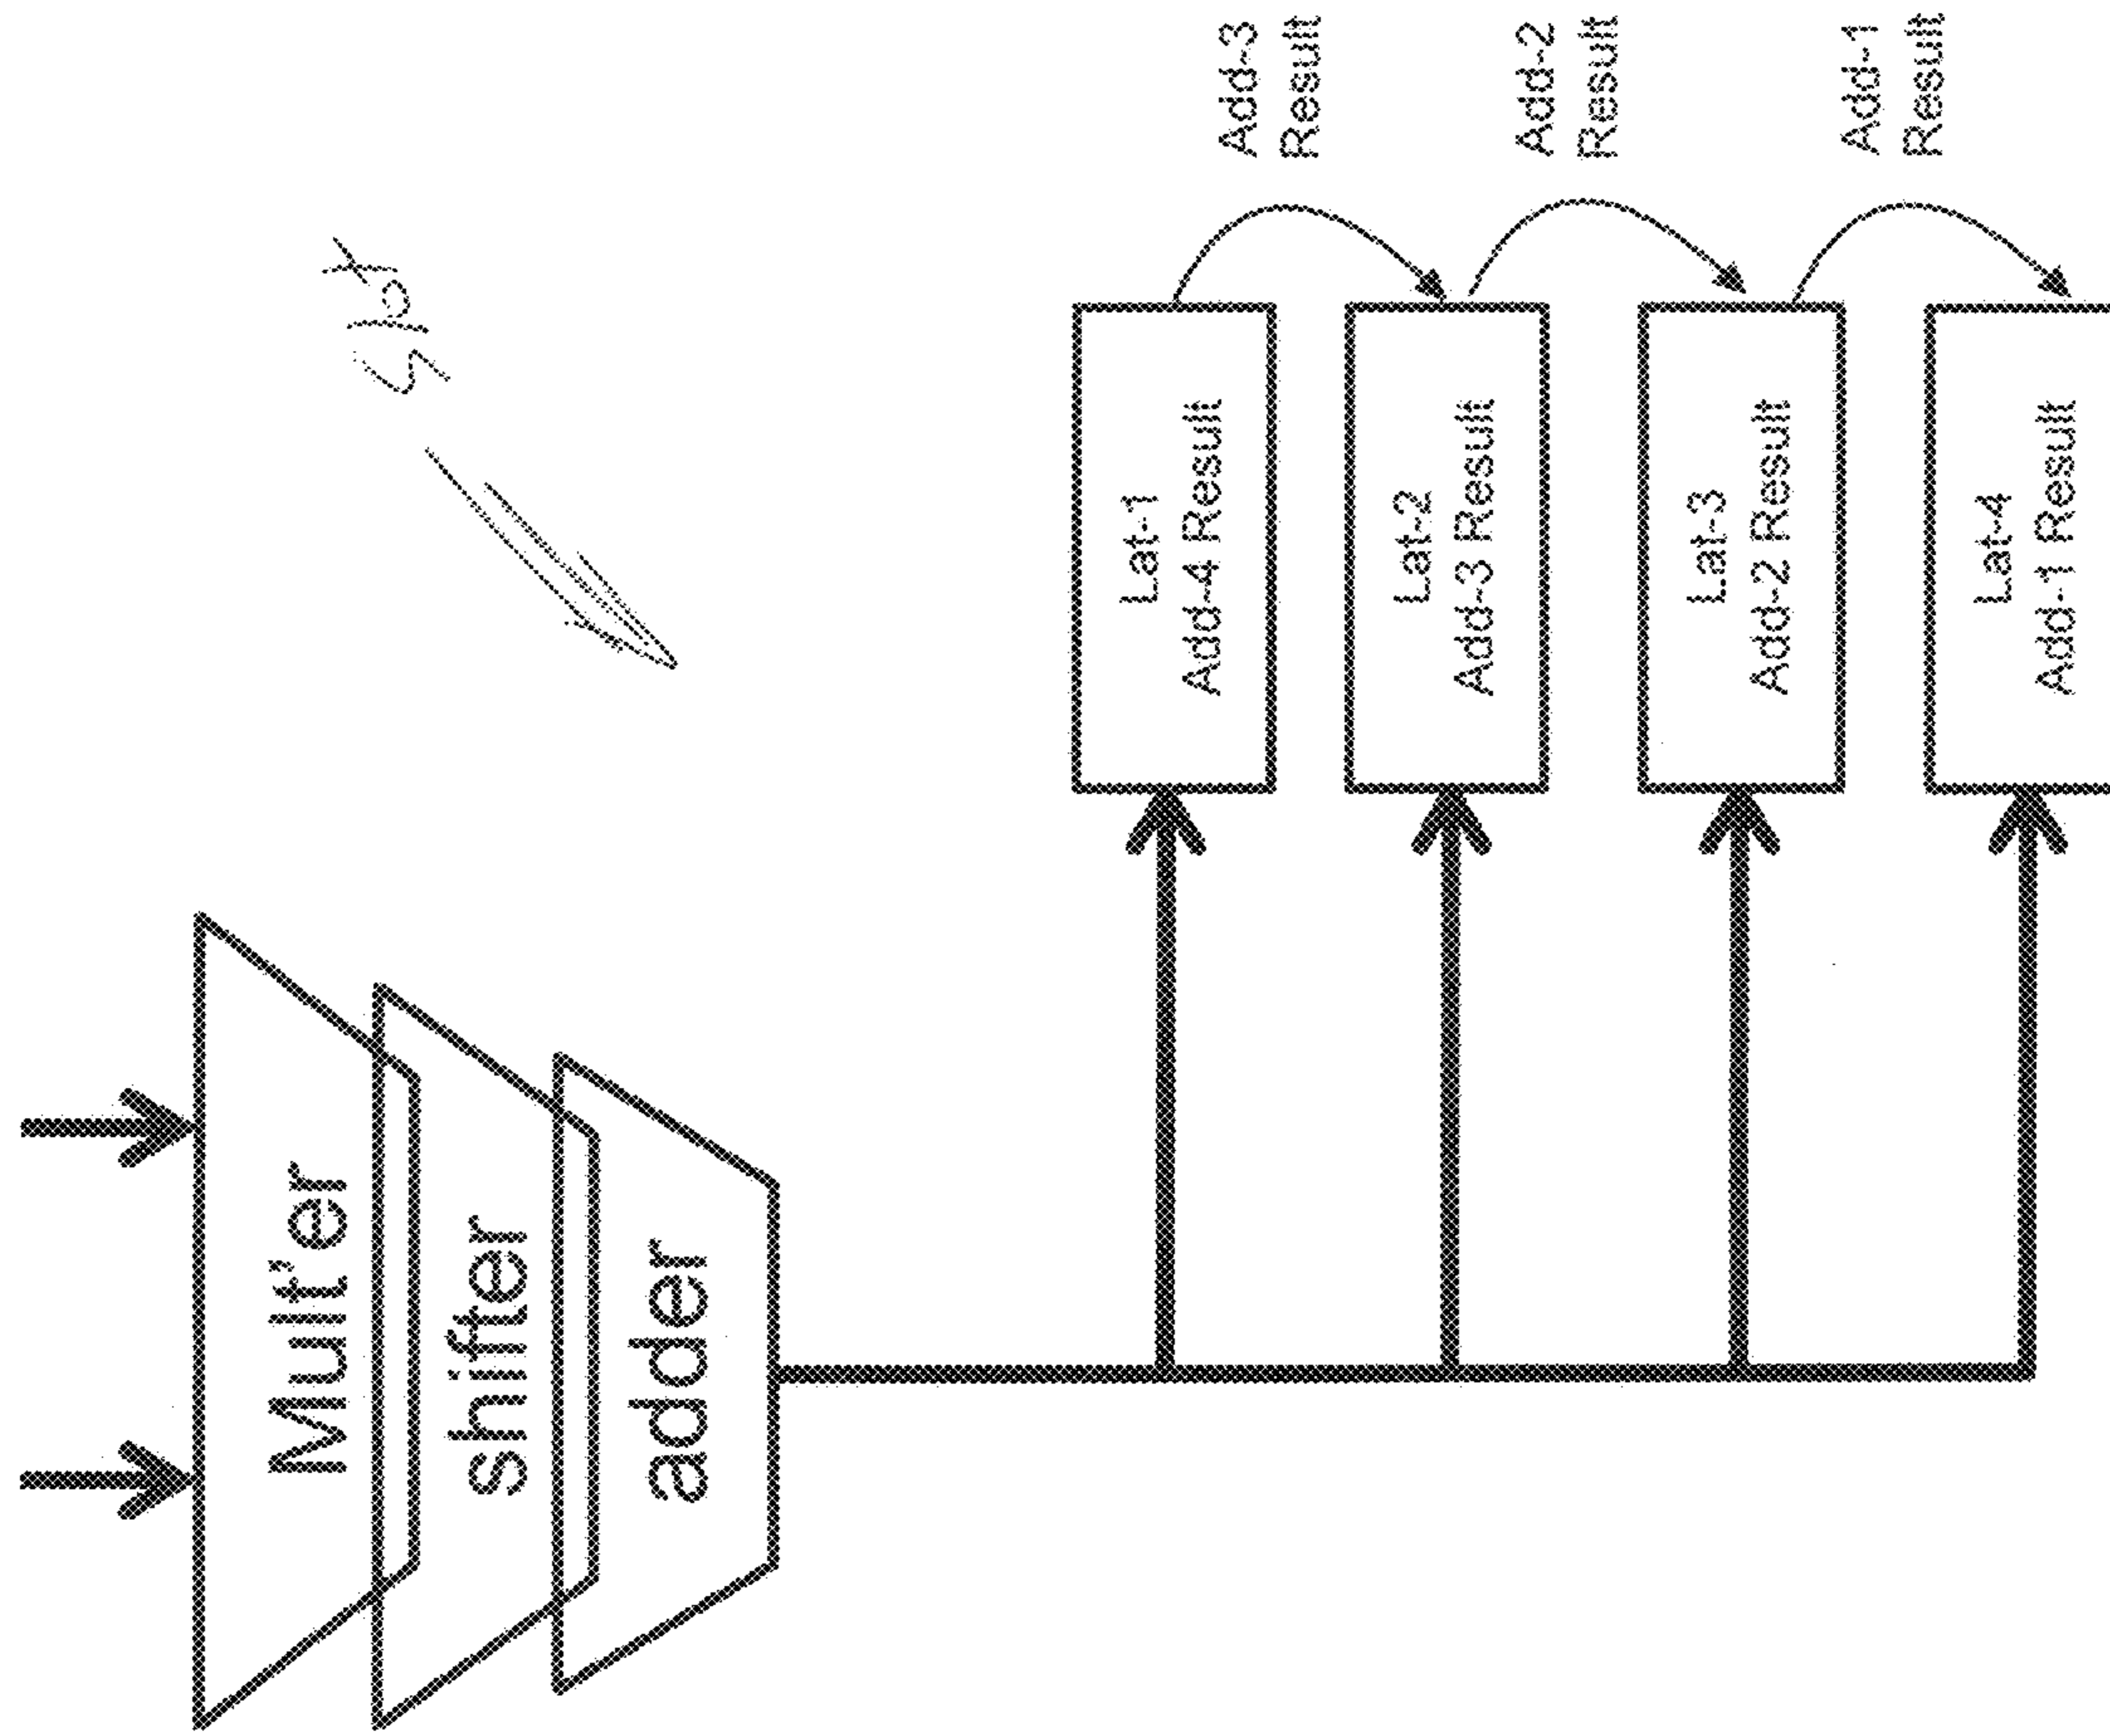 Mult'er
shifter
adder
Lat-1
Add-4 Result
Add-3
Result
Lat-2
Add-3 Result
Add-2
Result
Lat-3
Add-2 Result
Add-1
Result
Lat-4
Add-1 Result